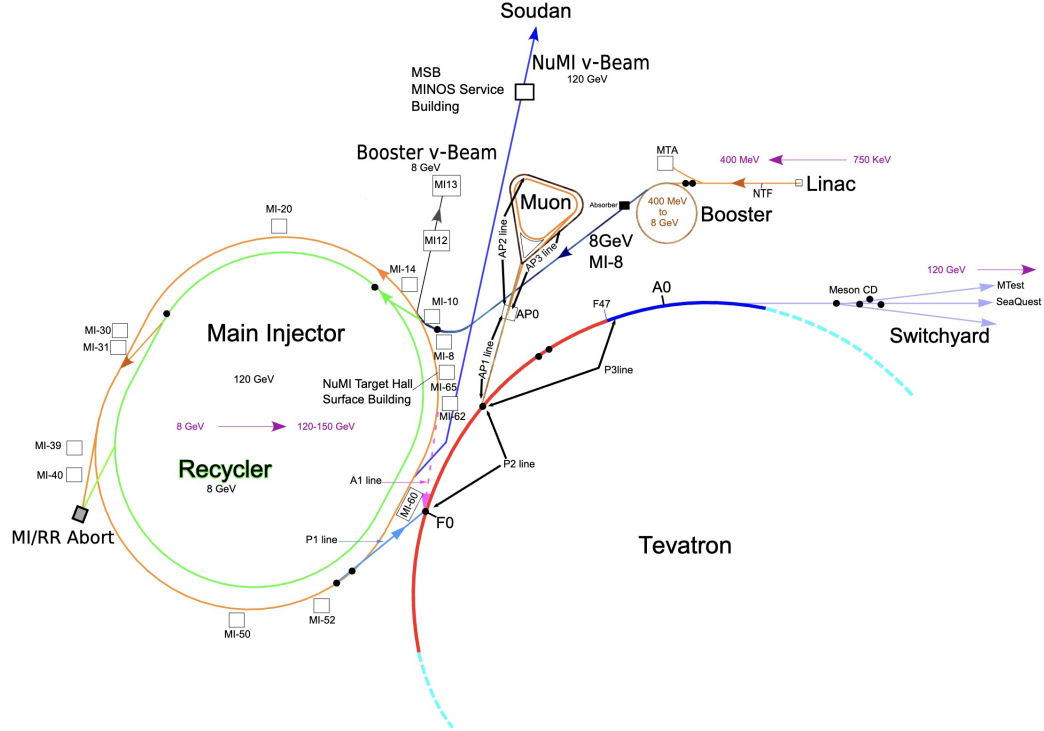 Soudan
NuMI v-Beam
120 GeV
MSB
MINOS Service
Building
Booster v-Beam
8 GeV
MI13
MI12
MTA
400 MeV
750 KeV
Linac
NTF
Booster
400 MeV
to
8 GeV
Absorber
Muon
AP2 line
AP3 line
8GeV
MI-8
MI-20
MI-14
MI-10
AP0
AP1 line
F47
A0
120 GeV
Meson CD
MTest
SeaQuest
Switchyard
MI-30
MI-31
Main Injector
120 GeV
MI-8
NuMI Target Hall
Surface Building
MI-65
MI-62
P3line
8 GeV
120-150 GeV
MI-39
MI-40
Recycler
8 GeV
A1 line
P2 line
MI-60
F0
MI/RR Abort
P1 line
Tevatron
MI-52
MI-50